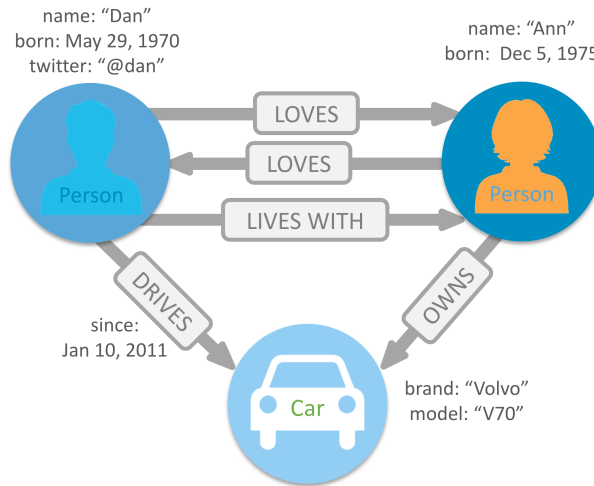 name: “Dan”
born: May 29, 1970
twitter: “@dan”
name: “Ann”
born:  Dec 5, 1975
LOVES
LOVES
Person
Person
LIVES WITH
DRIVES
OWNS
since:
Jan 10, 2011
Car
brand: “Volvo”
model: “V70”